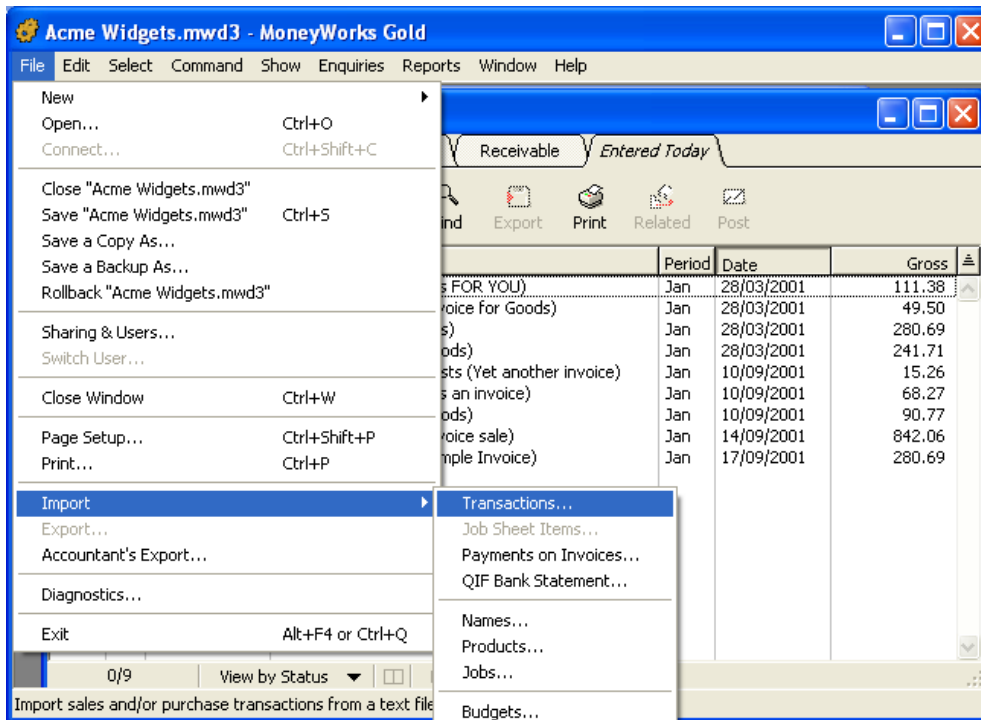 Acme Widgets.mwd3 - MoneyWorks Gold
File Edit Select Command Show Enquiries Reports Window Help
New
Open... Ctrl+O
Connect... Ctrl+Shift+C
Close "Acme Widgets.mwd3"
Save "Acme Widgets.mwd3" Ctrl+S
Save a Copy As...
Save a Backup As...
Rollback "Acme Widgets.mwd3"
Sharing & Users...
Switch User...
Close Window Ctrl+W
Page Setup... Ctrl+Shift+P
Print... Ctrl+P
Import
Export...
Accountant's Export...
Diagnostics...
Exit Alt+F4 or Ctrl+Q
Transactions...
Job Sheet Items...
Payments on Invoices...
QIF Bank Statement...
Names...
Products...
Jobs...
Budgets...
Receivable Entered Today
nd Export Print Related Post
Period Date Gross
s FOR YOU) Jan 28/03/2001 111.38
voice for Goods) Jan 28/03/2001 49.50
s) Jan 28/03/2001 280.69
ods) Jan 28/03/2001 241.71
sts (Yet another invoice) Jan 10/09/2001 15.26
s an invoice) Jan 10/09/2001 68.27
ods) Jan 10/09/2001 90.77
voice sale) Jan 14/09/2001 842.06
mple Invoice) Jan 17/09/2001 280.69
0/9 View by Status
Import sales and/or purchase transactions from a text file